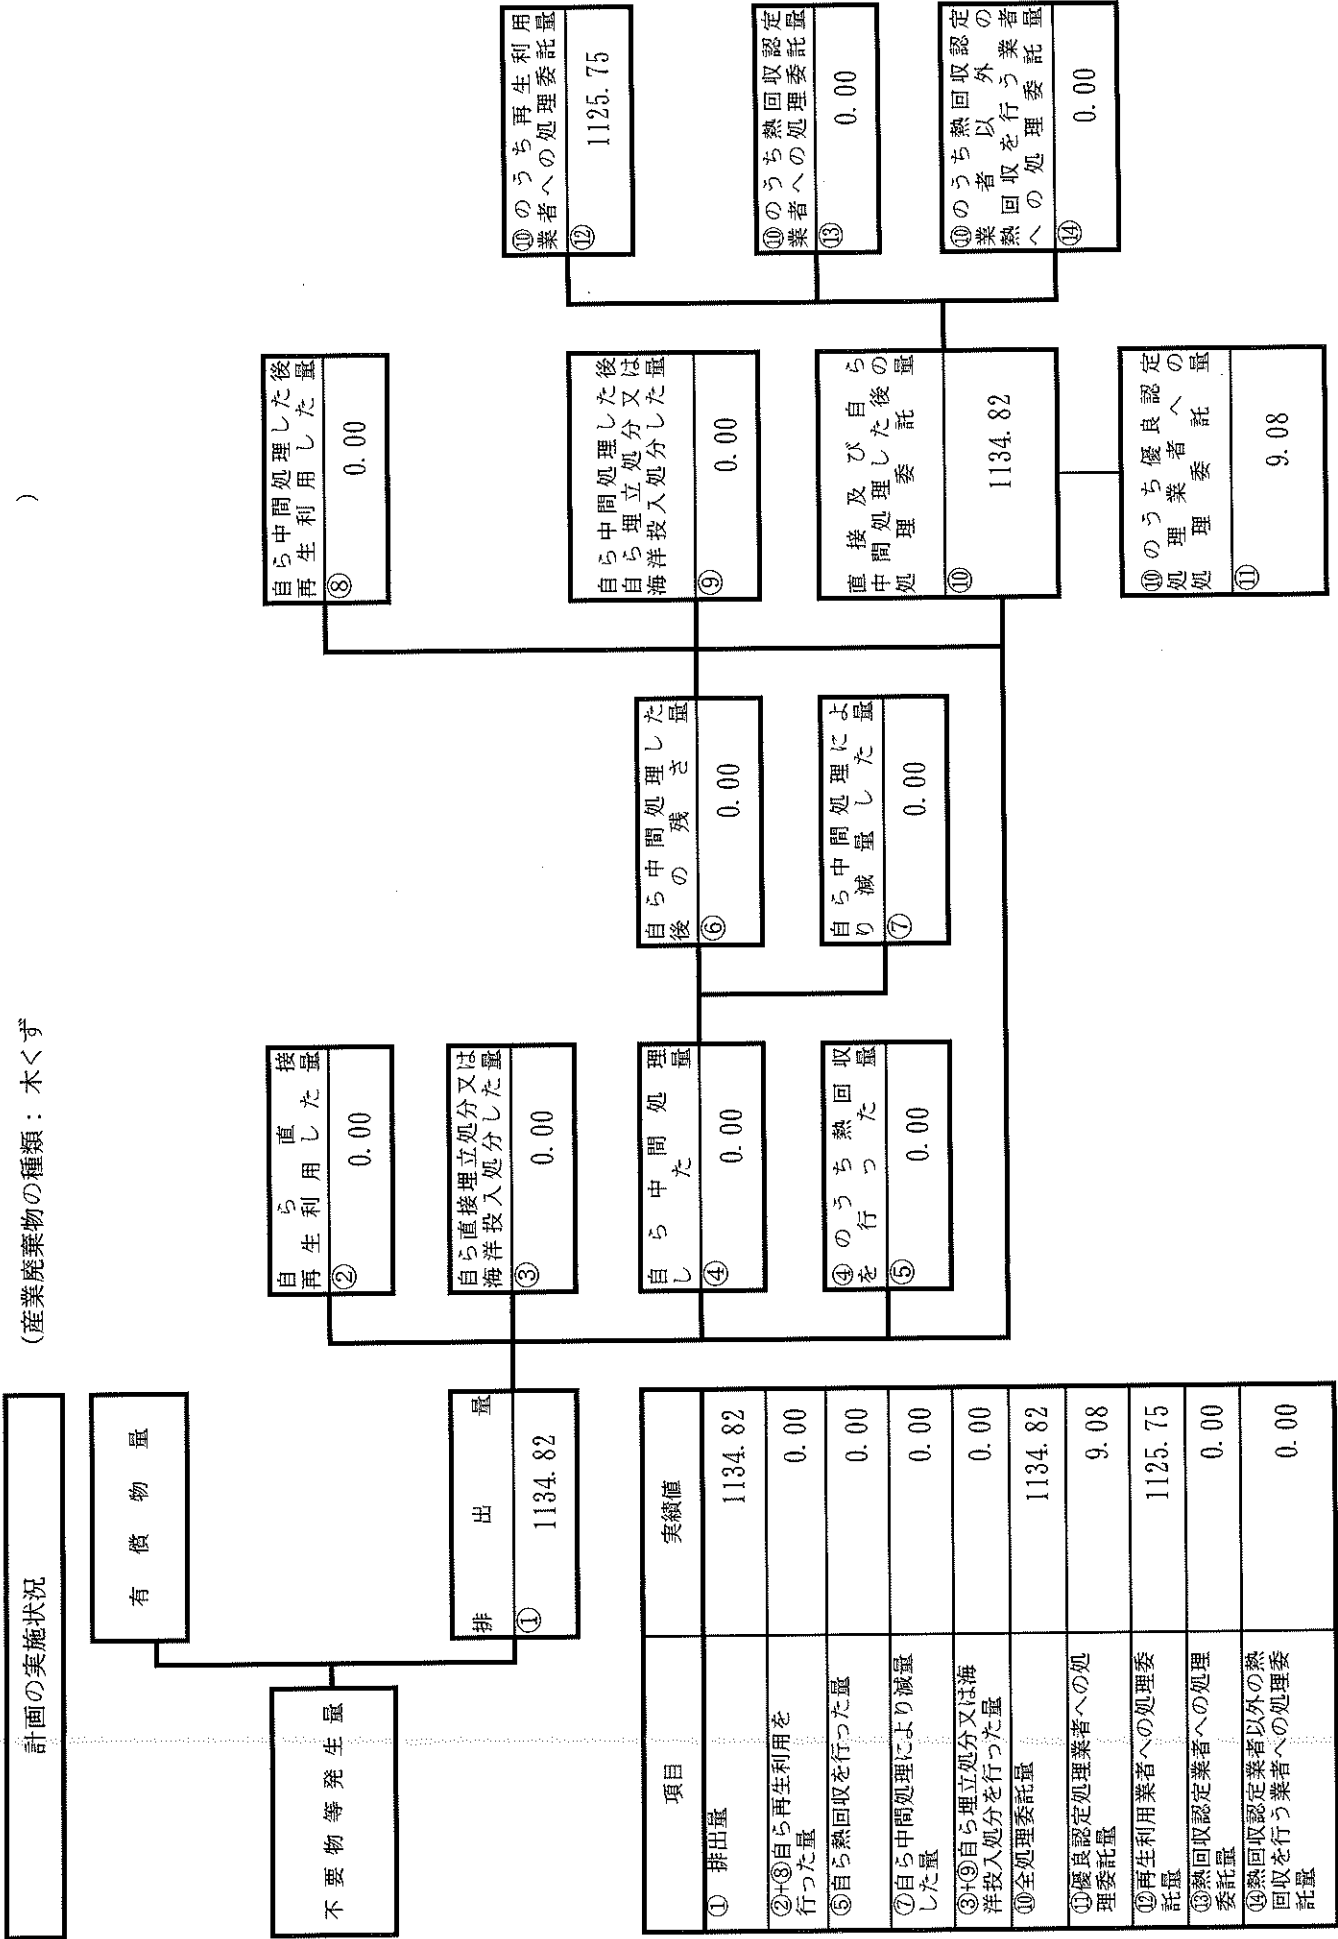 計画の実施状況
(産業廃棄物の種類：木くず
)
不要物等発生量
有償物量
排出量
①
1134.82
自ら直接
再生利用した量
②
0.00
自ら直接埋立処分又は
海洋投入処分した量
③
0.00
自ら中間処理
した量
④
0.00
④のうち熱回収
を行った量
⑤
0.00
自ら中間処理した
後の残さ量
⑥
0.00
自ら中間処理によ
り減量した量
⑦
0.00
自ら中間処理した後
再生利用した量
⑧
0.00
自ら中間処理した後
自ら埋立処分又は
海洋投入処分した量
⑨
0.00
直接及び自ら
中間処理した後の
処理委託量
⑩
1134.82
⑩のうち優良認定
処理業者への
処理委託量
⑪
9.08
⑩のうち再生利用
業者への処理委託量
⑫
1125.75
⑩のうち熱回収認定
業者への処理委託量
⑬
0.00
⑩のうち熱回収認定
業者以外の
熱回収を行う業者
への処理委託量
⑭
0.00
項目 実績値
① 排出量 1134.82
②+⑧自ら再生利用を
行った量 0.00
⑤自ら熱回収を行った量 0.00
⑦自ら中間処理により減量
した量 0.00
③+⑨自ら埋立処分又は海
洋投入処分を行った量 0.00
⑩全処理委託量 1134.82
⑪優良認定処理業者への処
理委託量 9.08
⑫再生利用業者への処理委
託量 1125.75
⑬熱回収認定業者への処理
委託量 0.00
⑭熱回収認定業者以外の熱
回収を行う業者への処理委
託量 0.00